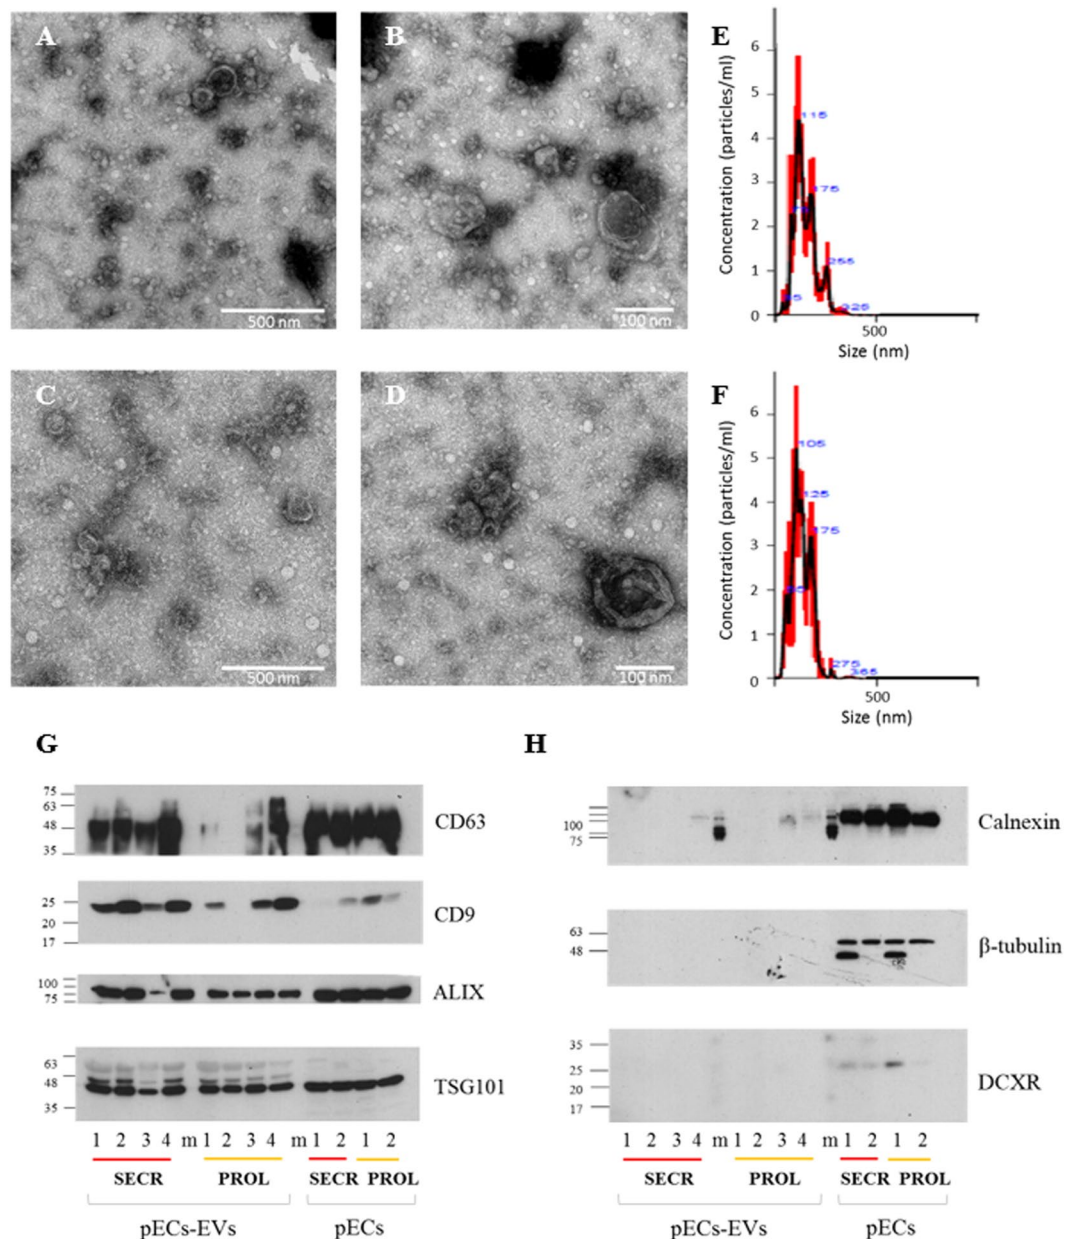 A
500 nm
B
100 nm
E
Concentration (particles/ml)
6
5
4
3
2
1
0
115
175
255
325
500
Size (nm)
C
500 nm
D
100 nm
F
Concentration (particles/ml)
6
5
4
3
2
1
0
105
125
175
275
365
500
Size (nm)
G
75
63
48
35
CD63
25
20
17
CD9
100
75
ALIX
63
48
35
TSG101
1 2 3 4 m 1 2 3 4 m 1 2 1 2
SECR PROL SECR PROL
pECs-EVs pECs
H
100
75
Calnexin
63
48
β-tubulin
35
25
20
17
DCXR
1 2 3 4 m 1 2 3 4 m 1 2 1 2
SECR PROL SECR PROL
pECs-EVs pECs